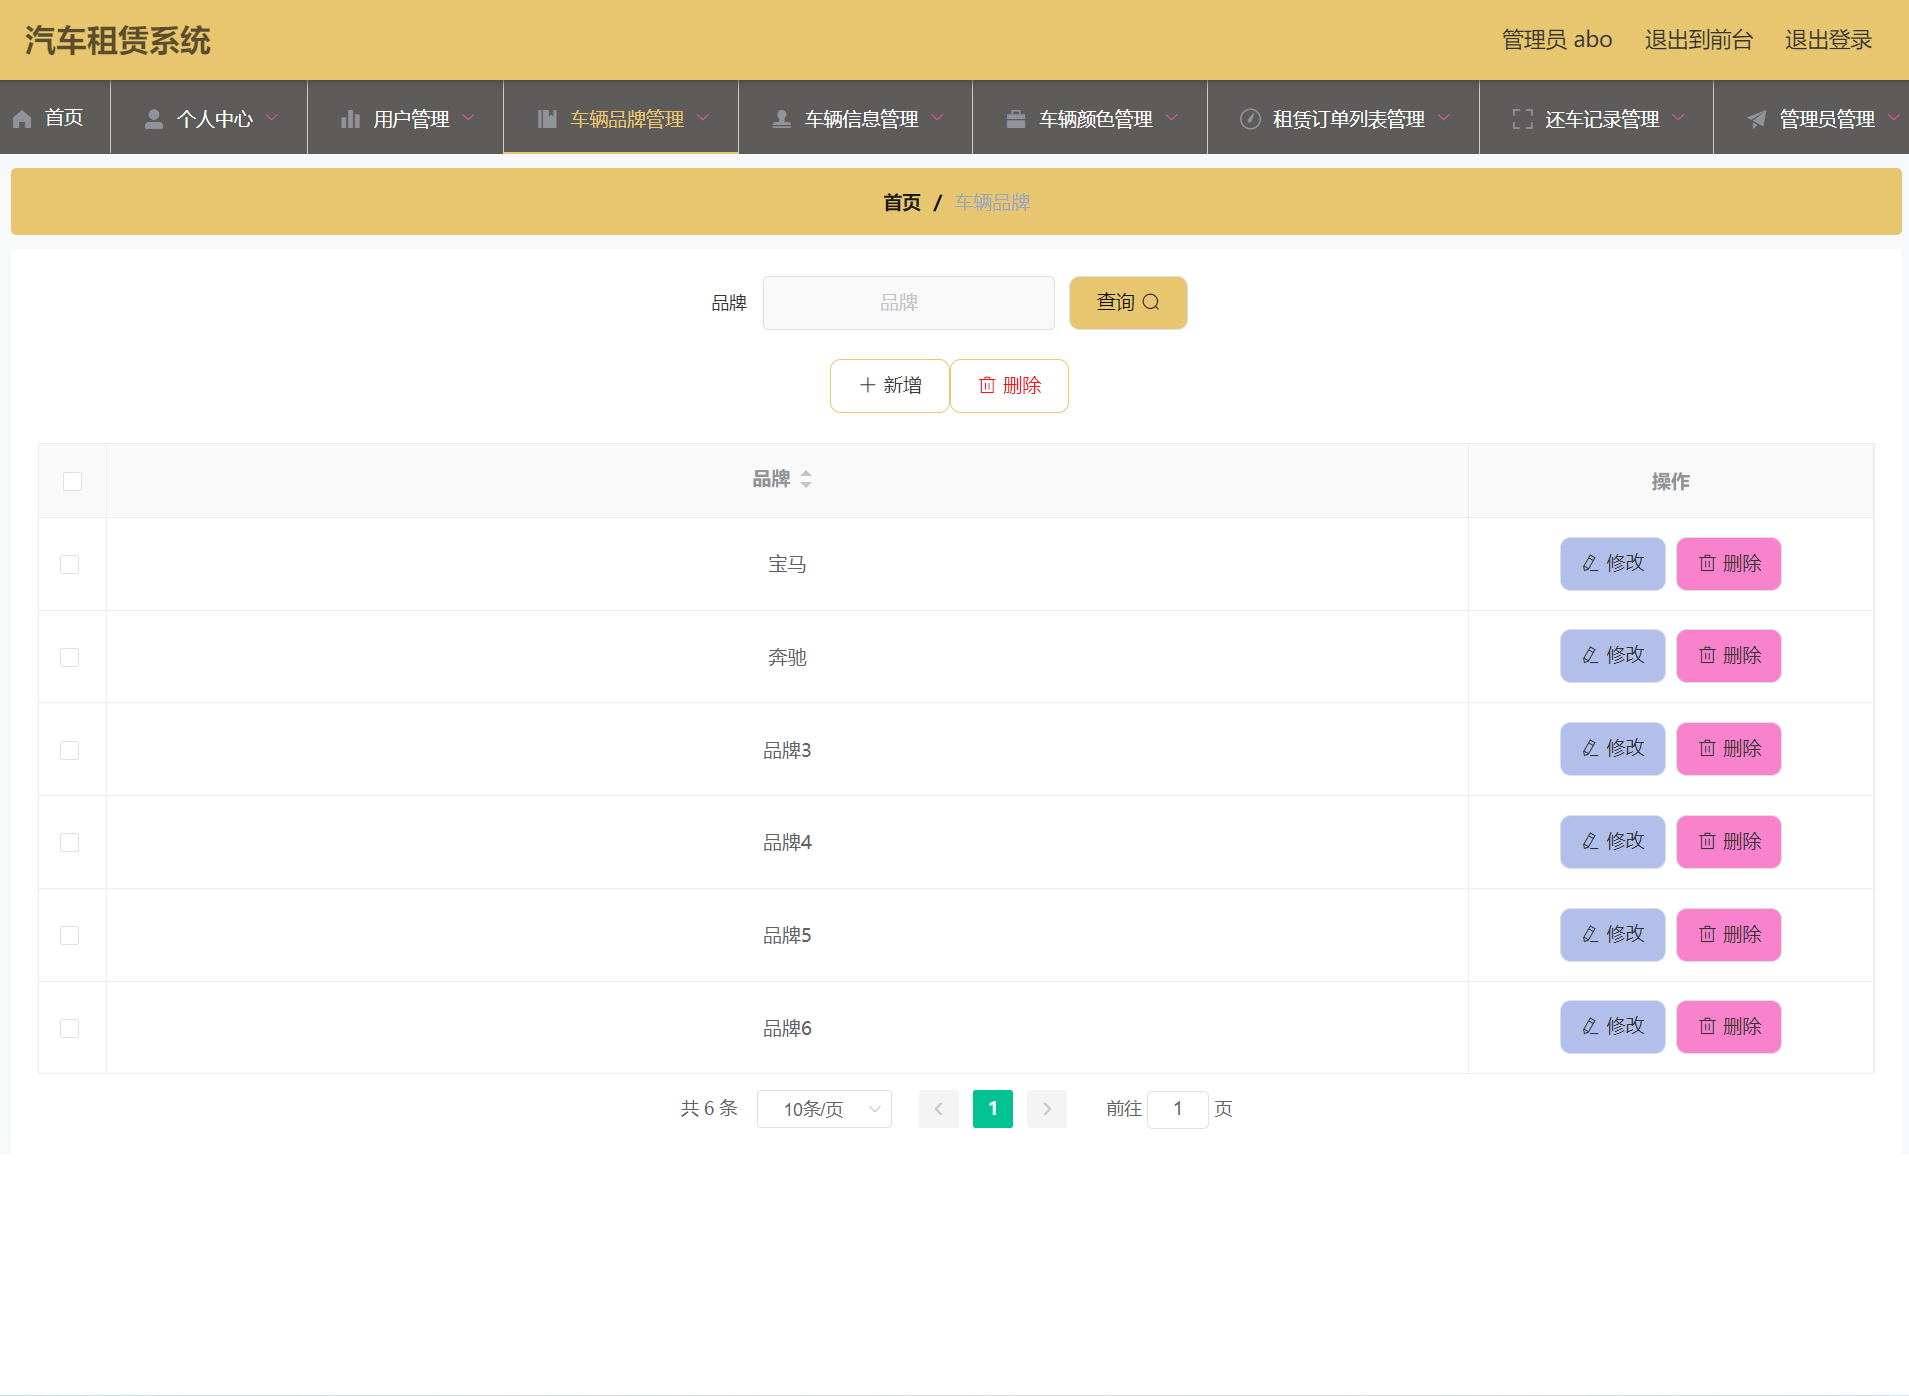 汽车租赁系统 管理员 abo 退出到前台 退出登录
首页 个人中心 用户管理 车辆品牌管理 车辆信息管理 车辆颜色管理 租赁订单列表管理 还车记录管理 管理员管理
首页 / 车辆品牌
品牌 品牌 查询
新增 删除
品牌 操作
宝马 修改 删除
奔驰 修改 删除
品牌3 修改 删除
品牌4 修改 删除
品牌5 修改 删除
品牌6 修改 删除
共 6 条 10条/页 1 前往 1 页